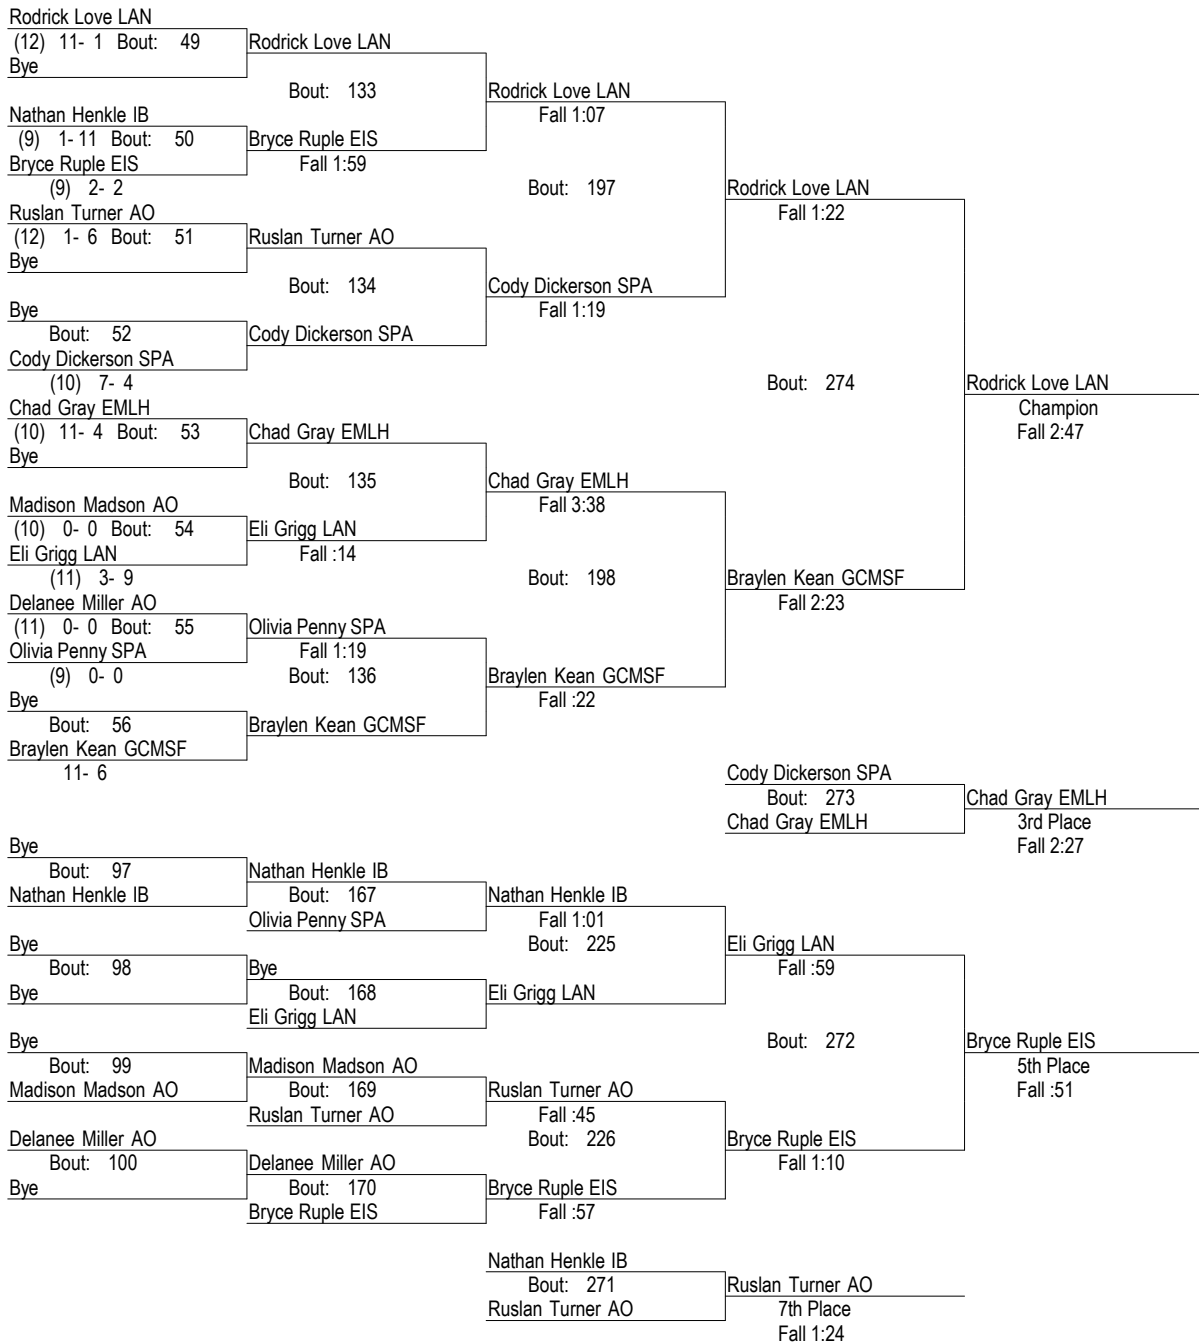 Rodrick Love LAN
(12) 11- 1 Bout: 49 Rodrick Love LAN
Bye
Bout: 133 Rodrick Love LAN
Nathan Henkle IB Fall 1:07
(9) 1- 11 Bout: 50 Bryce Ruple EIS
Bryce Ruple EIS Fall 1:59
(9) 2- 2 Bout: 197 Rodrick Love LAN
Ruslan Turner AO Fall 1:22
(12) 1- 6 Bout: 51 Ruslan Turner AO
Bye
Bout: 134 Cody Dickerson SPA
Bye Fall 1:19
Bout: 52 Cody Dickerson SPA
Cody Dickerson SPA
(10) 7- 4 Bout: 274 Rodrick Love LAN
Chad Gray EMLH Champion
(10) 11- 4 Bout: 53 Chad Gray EMLH Fall 2:47
Bye
Bout: 135 Chad Gray EMLH
Madison Madson AO Fall 3:38
(10) 0- 0 Bout: 54 Eli Grigg LAN
Eli Grigg LAN Fall :14
(11) 3- 9 Bout: 198 Braylen Kean GCMSF
Delanee Miller AO Fall 2:23
(11) 0- 0 Bout: 55 Olivia Penny SPA
Olivia Penny SPA Fall 1:19
(9) 0- 0 Bout: 136 Braylen Kean GCMSF
Bye Fall :22
Bout: 56 Braylen Kean GCMSF
Braylen Kean GCMSF
11- 6 Cody Dickerson SPA
Bout: 273 Chad Gray EMLH
Chad Gray EMLH 3rd Place
Bye Fall 2:27
Bout: 97 Nathan Henkle IB
Nathan Henkle IB Bout: 167 Nathan Henkle IB
Olivia Penny SPA Fall 1:01
Bye Bout: 225 Eli Grigg LAN
Bout: 98 Bye Fall :59
Bye Bout: 168 Eli Grigg LAN
Eli Grigg LAN
Bye Bout: 272 Bryce Ruple EIS
Bout: 99 Madison Madson AO 5th Place
Madison Madson AO Bout: 169 Ruslan Turner AO Fall :51
Ruslan Turner AO Fall :45
Delanee Miller AO Bout: 226 Bryce Ruple EIS
Bout: 100 Delanee Miller AO Fall 1:10
Bye Bout: 170 Bryce Ruple EIS
Bryce Ruple EIS Fall :57
Nathan Henkle IB
Bout: 271 Ruslan Turner AO
Ruslan Turner AO 7th Place
Fall 1:24